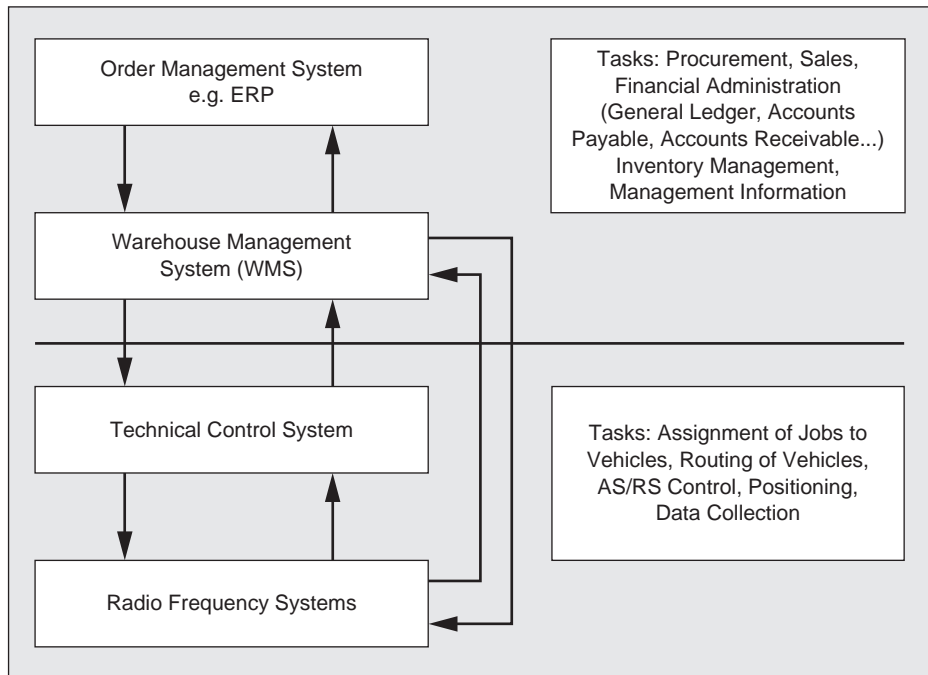 Order Management System
e.g. ERP
Tasks: Procurement, Sales,
Financial Administration
(General Ledger, Accounts
Payable, Accounts Receivable...)
Inventory Management,
Management Information
Warehouse Management
System (WMS)
Technical Control System
Tasks: Assignment of Jobs to
Vehicles, Routing of Vehicles,
AS/RS Control, Positioning,
Data Collection
Radio Frequency Systems